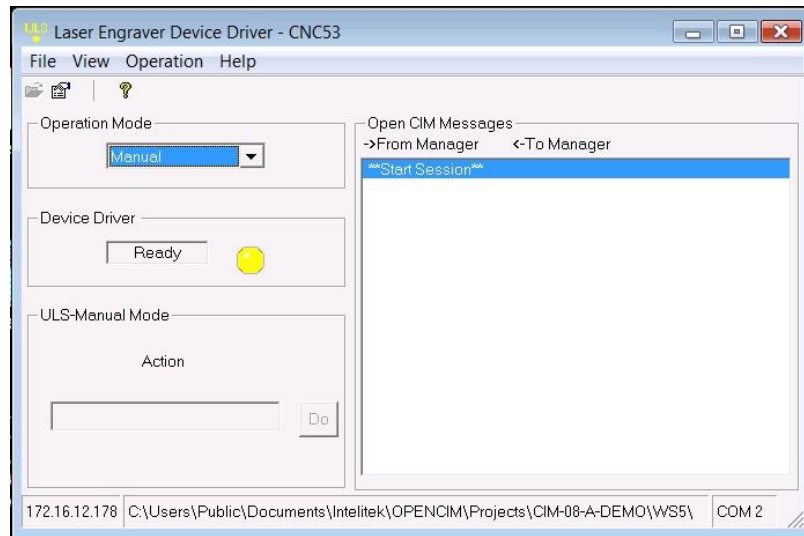 ULS Laser Engraver Device Driver - CNC53
File View Operation Help
Operation Mode
Manual
Device Driver
Ready
ULS-Manual Mode
Action
Do
Open CIM Messages
->From Manager <-To Manager
**Start Session**
172.16.12.178 C:\Users\Public\Documents\Intelitek\OPENCIM\Projects\CIM-08-A-DEMO\WS5\ COM 2